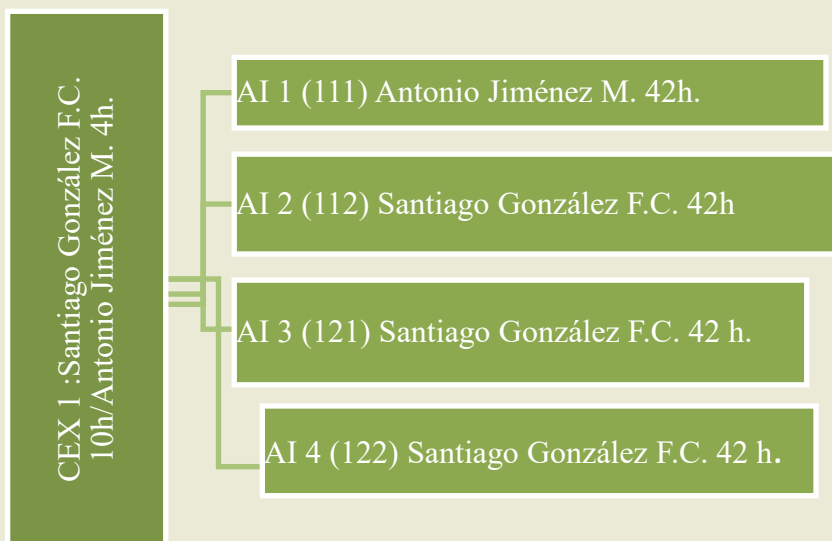 CEX 1 :Santiago González F.C.
10h/Antonio Jiménez M. 4h.
AI 1 (111) Antonio Jiménez M. 42h.
AI 2 (112) Santiago González F.C. 42h
AI 3 (121) Santiago González F.C. 42 h.
AI 4 (122) Santiago González F.C. 42 h.